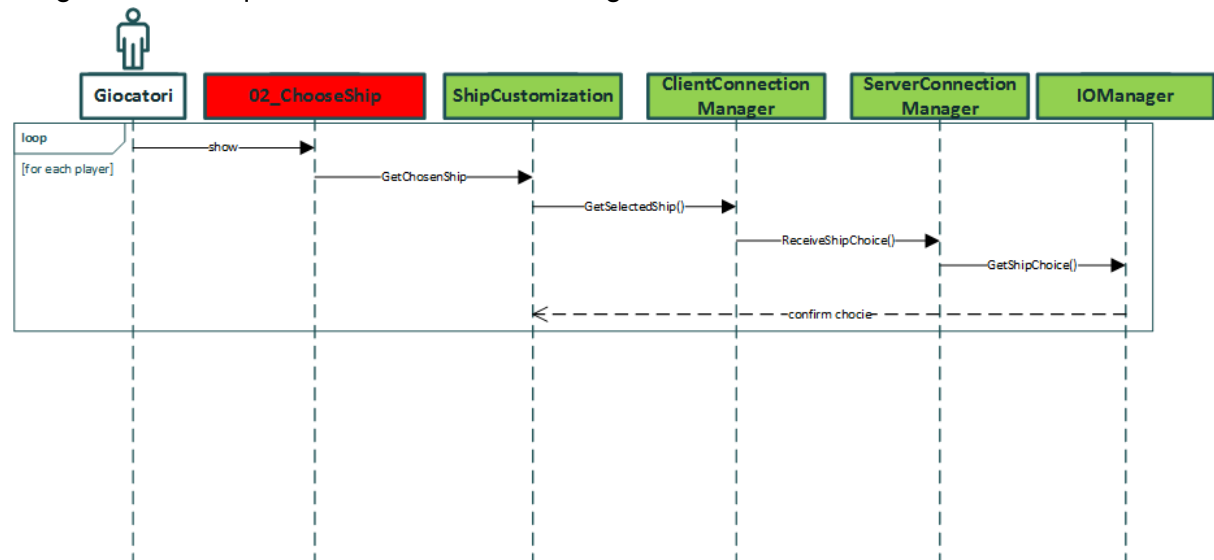 Giocatori
02_ChooseShip
ShipCustomization
ClientConnection
Manager
ServerConnection
Manager
IOManager
loop
[for each player]
show
GetChosenShip
GetSelectedShip()
ReceiveShipChoice()
GetShipChoice()
confirm chocie